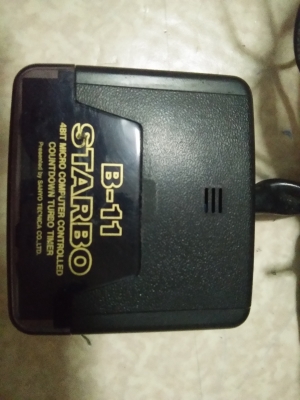 B-11
STARBO
4BIT MICRO COMPUTER CONTROLLED
COUNTDOWN TURBO TIMER
Presented by SANYO TECNICA CO., LTD.